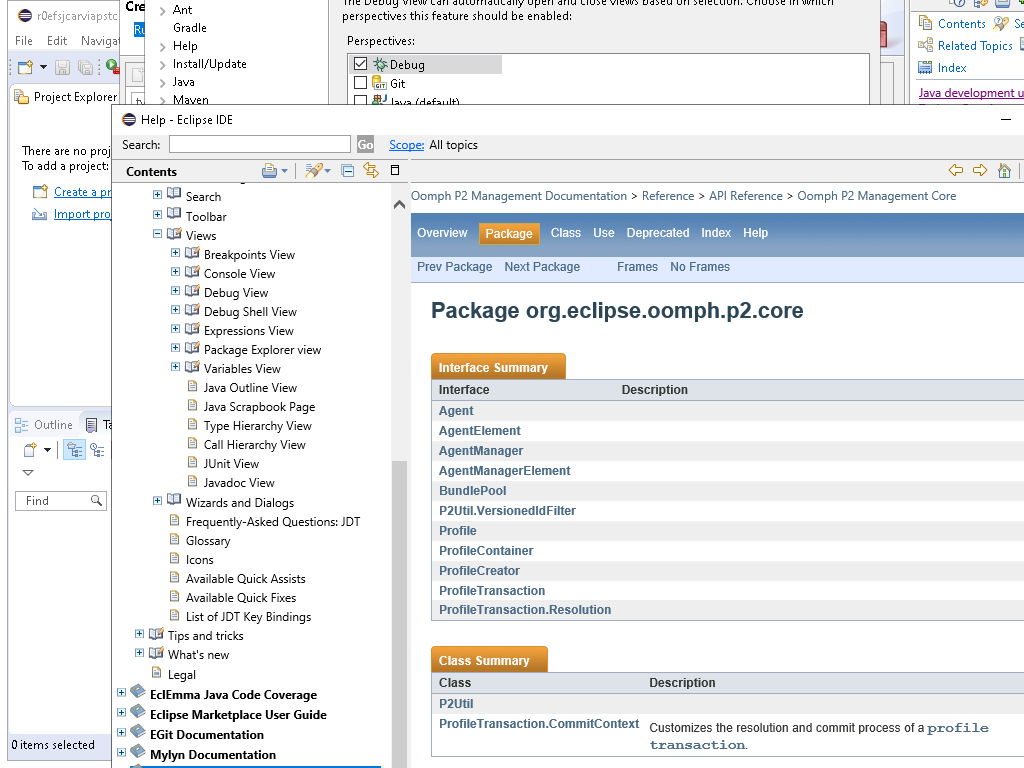 r0efsjcarviapstc
File Edit Navigat
Cre
Ru
Ant
Gradle
Help
Install/Update
Java
Maven
The Debug View can automatically open and close views based on selection. Choose in which
perspectives this feature should be enabled:
Perspectives:
Debug
Git
Java (default)
Contents
Se
Related Topics
Index
Java development u
Project Explorer
There are no proj
To add a project:
Create a pr
Import proj
Outline
Ta
Find
0 items selected
Help - Eclipse IDE
Search:
Go
Scope: All topics
Contents
Search
Toolbar
Views
Breakpoints View
Console View
Debug View
Debug Shell View
Expressions View
Package Explorer view
Variables View
Java Outline View
Java Scrapbook Page
Type Hierarchy View
Call Hierarchy View
JUnit View
Javadoc View
Wizards and Dialogs
Frequently-Asked Questions: JDT
Glossary
Icons
Available Quick Assists
Available Quick Fixes
List of JDT Key Bindings
Tips and tricks
What's new
Legal
EclEmma Java Code Coverage
Eclipse Marketplace User Guide
EGit Documentation
Mylyn Documentation
Oomph P2 Management Documentation > Reference > API Reference > Oomph P2 Management Core
Overview Package Class Use Deprecated Index Help
Prev Package Next Package Frames No Frames
Package org.eclipse.oomph.p2.core
Interface Summary
Interface Description
Agent
AgentElement
AgentManager
AgentManagerElement
BundlePool
P2Util.VersionedIdFilter
Profile
ProfileContainer
ProfileCreator
ProfileTransaction
ProfileTransaction.Resolution
Class Summary
Class Description
P2Util
ProfileTransaction.CommitContext Customizes the resolution and commit process of a profile
transaction.